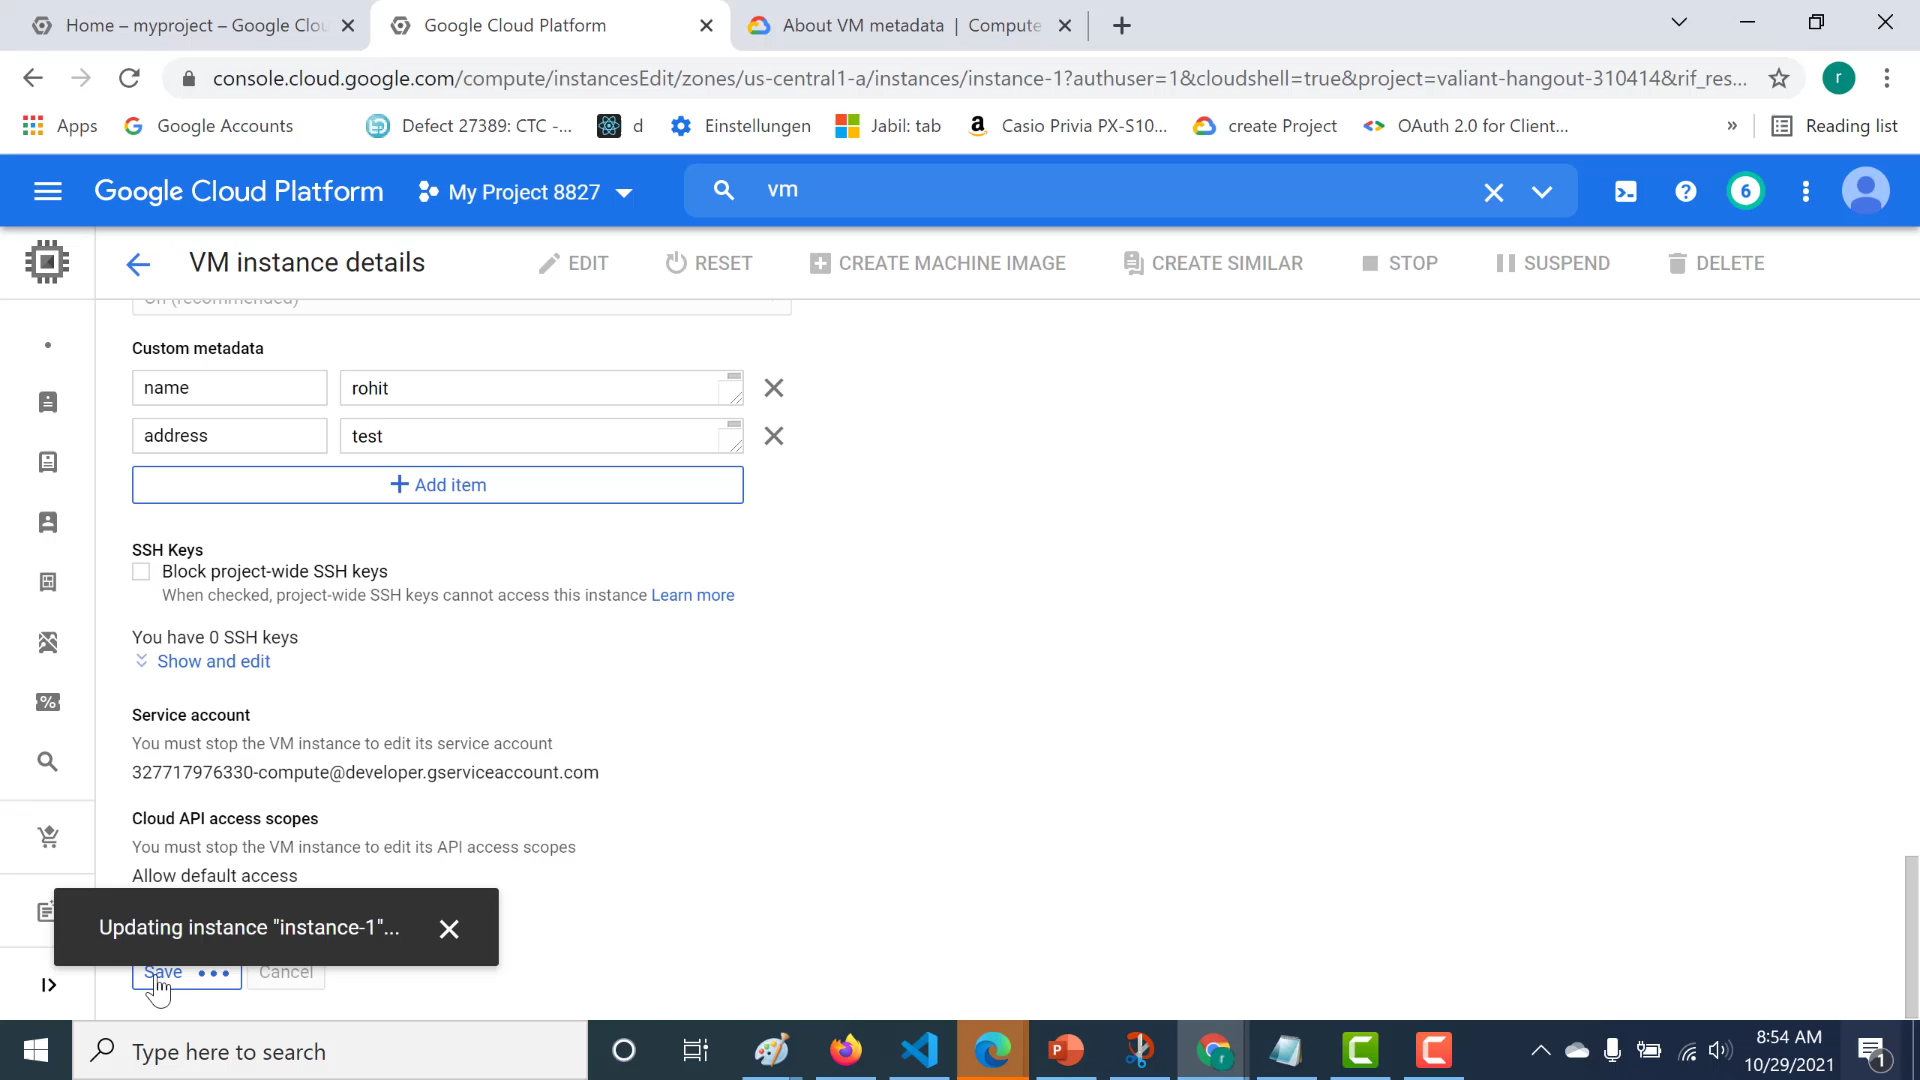 Home – myproject – Google Clou
Google Cloud Platform
About VM metadata | Compute
console.cloud.google.com/compute/instancesEdit/zones/us-central1-a/instances/instance-1?authuser=1&cloudshell=true&project=valiant-hangout-310414&rif_res...
r
Apps
Google Accounts
Defect 27389: CTC -...
d
Einstellungen
Jabil: tab
Casio Privia PX-S10...
create Project
OAuth 2.0 for Client...
»
Reading list
Google Cloud Platform
My Project 8827
vm
6
VM instance details
EDIT
RESET
CREATE MACHINE IMAGE
CREATE SIMILAR
STOP
SUSPEND
DELETE
On (recommended)
Custom metadata
name
rohit
address
test
+ Add item
SSH Keys
Block project-wide SSH keys
When checked, project-wide SSH keys cannot access this instance Learn more
You have 0 SSH keys
Show and edit
Service account
You must stop the VM instance to edit its service account
327717976330-compute@developer.gserviceaccount.com
Cloud API access scopes
You must stop the VM instance to edit its API access scopes
Allow default access
Updating instance "instance-1"...
Save
Cancel
Type here to search
8:54 AM
10/29/2021
1